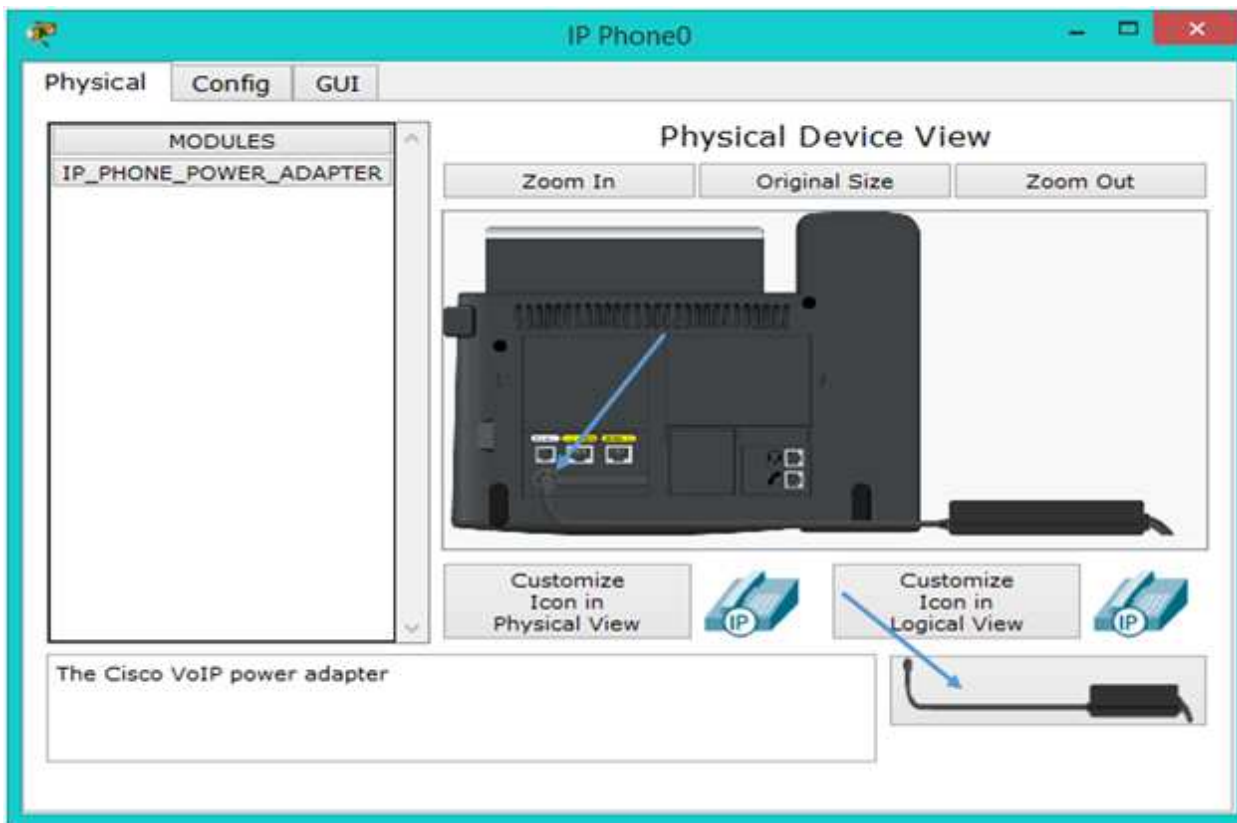 IP Phone0
Physical
Config
GUI
MODULES
IP_PHONE_POWER_ADAPTER
Physical Device View
Zoom In
Original Size
Zoom Out
Customize
Icon in
Physical View
IP
Customize
Icon in
Logical View
IP
The Cisco VoIP power adapter